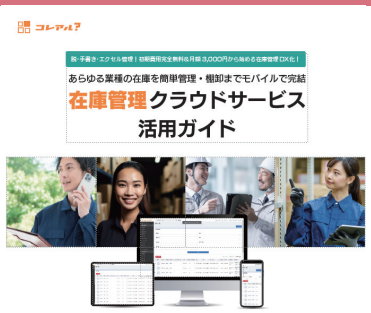 コレアル？
脱・手書き・エクセル管理！初期費用完全無料&月額3,000円から始める在庫管理DX化！
あらゆる業種の在庫を簡単管理・棚卸までモバイルで完結
在庫管理クラウドサービス
活用ガイド